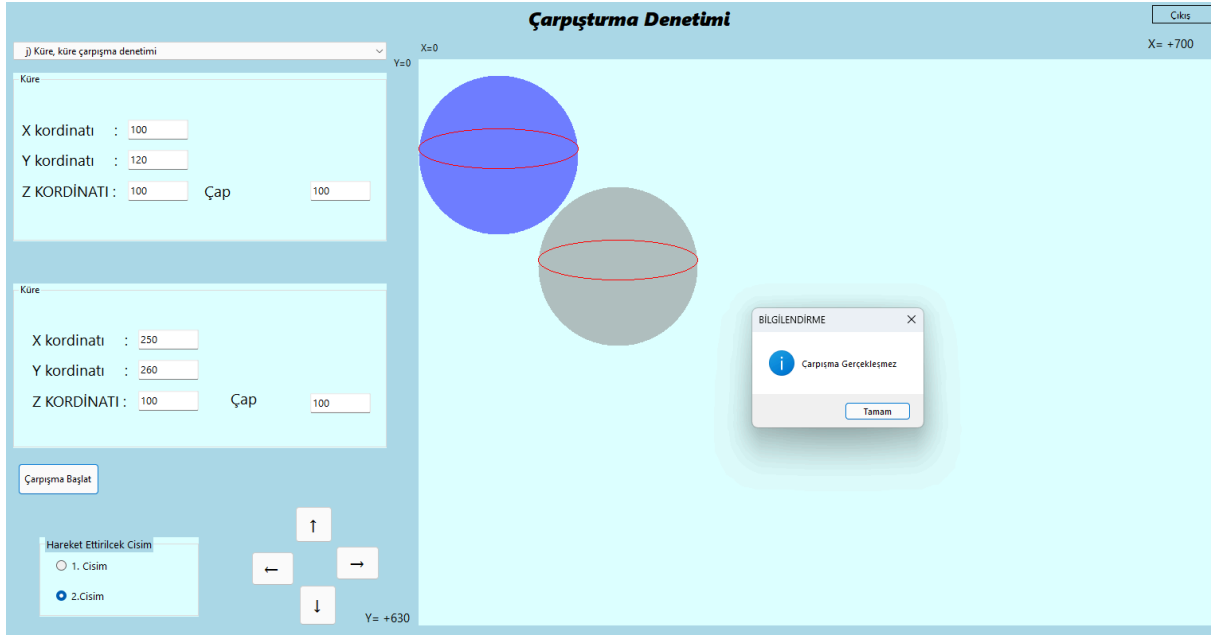 Çarpışturma Denetimi
Çıkış
j) Küre, küre çarpışma denetimi
X=0
X= +700
Y=0
Küre
X kordinatı : 100
Y kordinatı : 120
Z KORDİNATI : 100 Çap 100
Küre
X kordinatı : 250
Y kordinatı : 260
Z KORDİNATI : 100 Çap 100
BİLGİLENDİRME
Çarpışma Gerçekleşmez
Tamam
Çarpışma Başlat
Hareket Ettirilcek Cisim
1. Cisim
2.Cisim
↑
←
→
↓
Y= +630